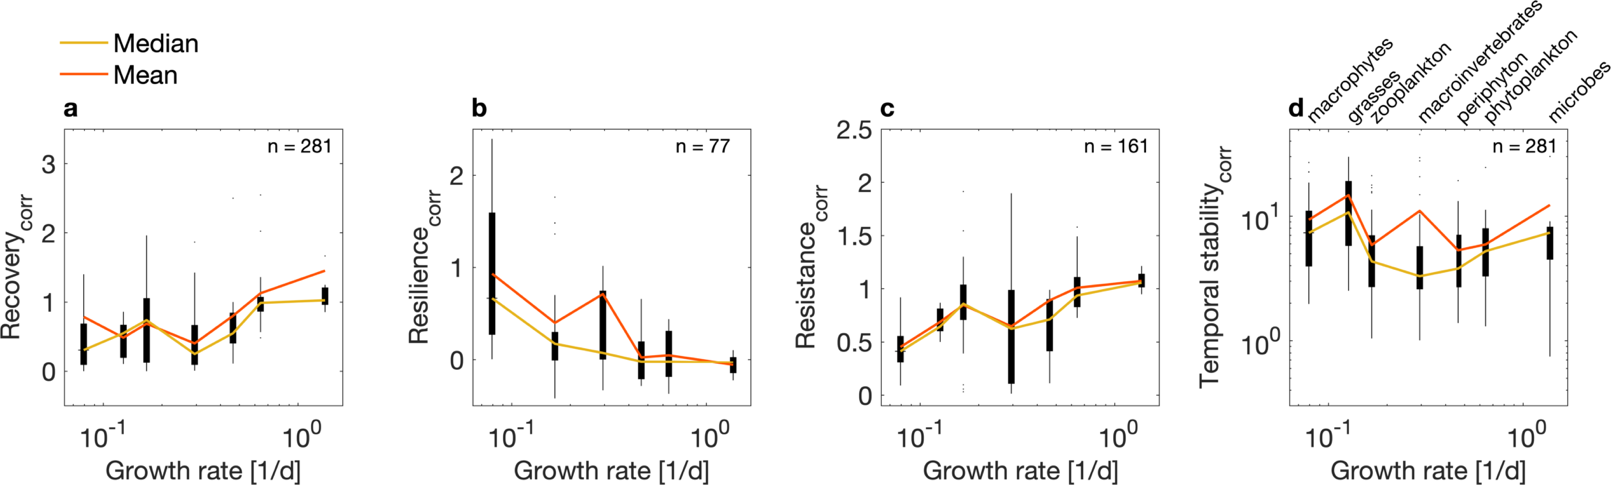 Median
Mean
a
n = 281
Recovery_corr
3
2
1
0
10^-1
10^0
Growth rate [1/d]
b
n = 77
Resilience_corr
2
1
0
10^-1
10^0
Growth rate [1/d]
c
n = 161
Resistance_corr
2.5
2
1.5
1
0.5
0
10^-1
10^0
Growth rate [1/d]
d
macrophytes
grasses
zooplankton
macroinvertebrates
periphyton
phytoplankton
microbes
n = 281
Temporal stability_corr
10^1
10^0
10^-1
10^0
Growth rate [1/d]